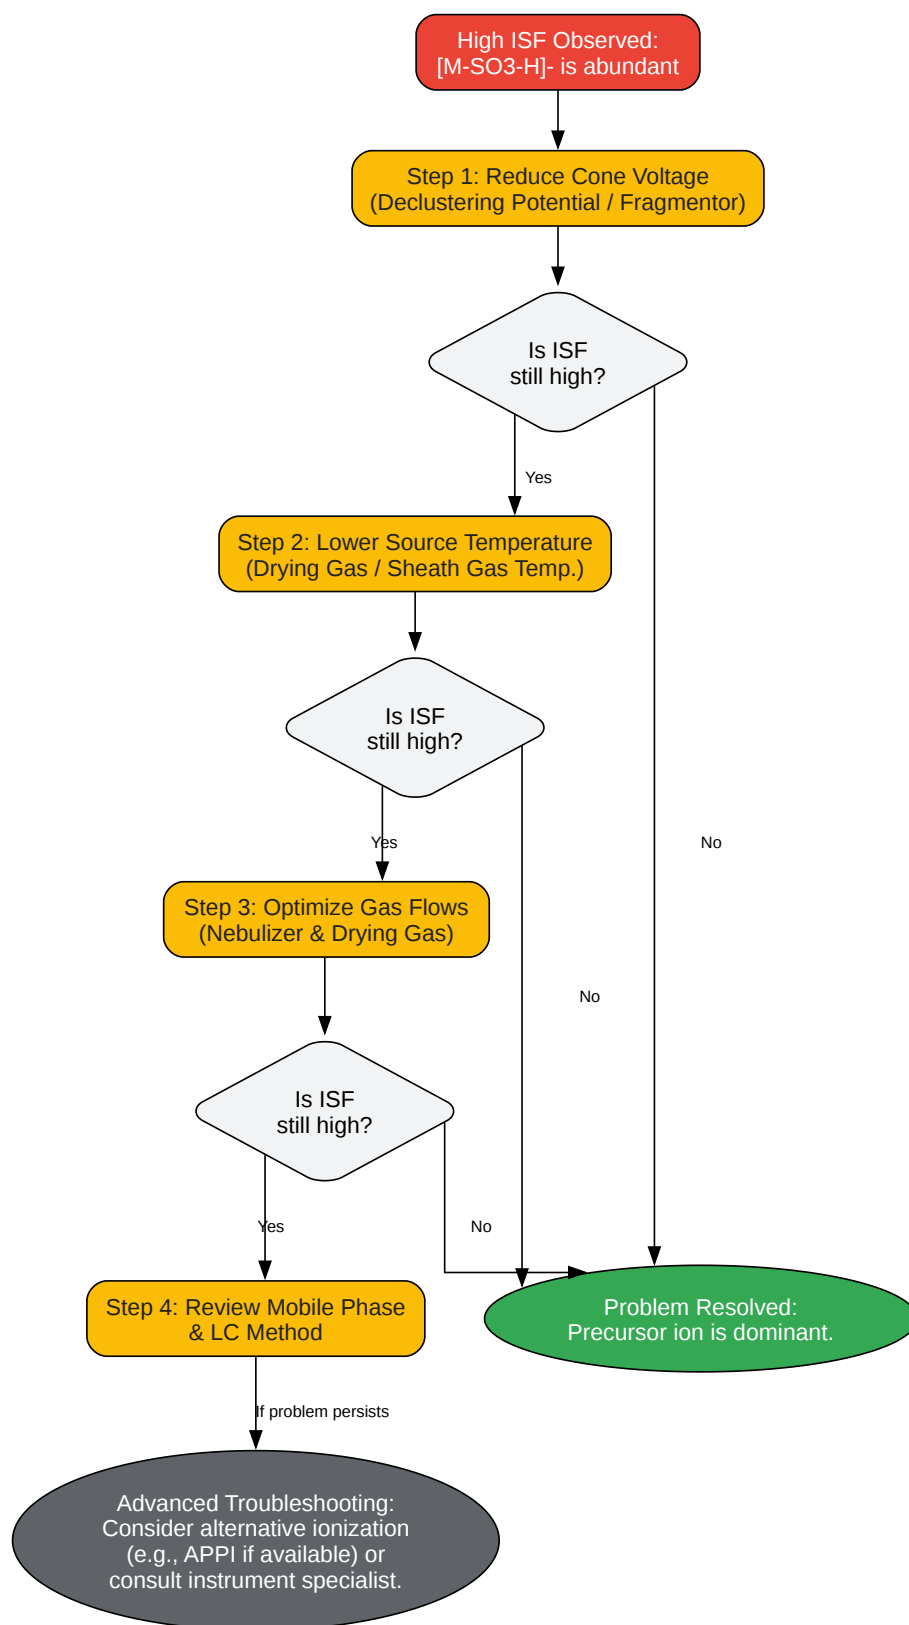 High ISF Observed:
[M-SO3-H]- is abundant
Step 1: Reduce Cone Voltage
(Declustering Potential / Fragmentor)
Is ISF
still high?
Yes
Step 2: Lower Source Temperature
(Drying Gas / Sheath Gas Temp.)
Is ISF
still high?
Yes
No
Step 3: Optimize Gas Flows
(Nebulizer & Drying Gas)
No
Is ISF
still high?
Yes
No
Step 4: Review Mobile Phase
& LC Method
Problem Resolved:
Precursor ion is dominant.
If problem persists
Advanced Troubleshooting:
Consider alternative ionization
(e.g., APPI if available) or
consult instrument specialist.